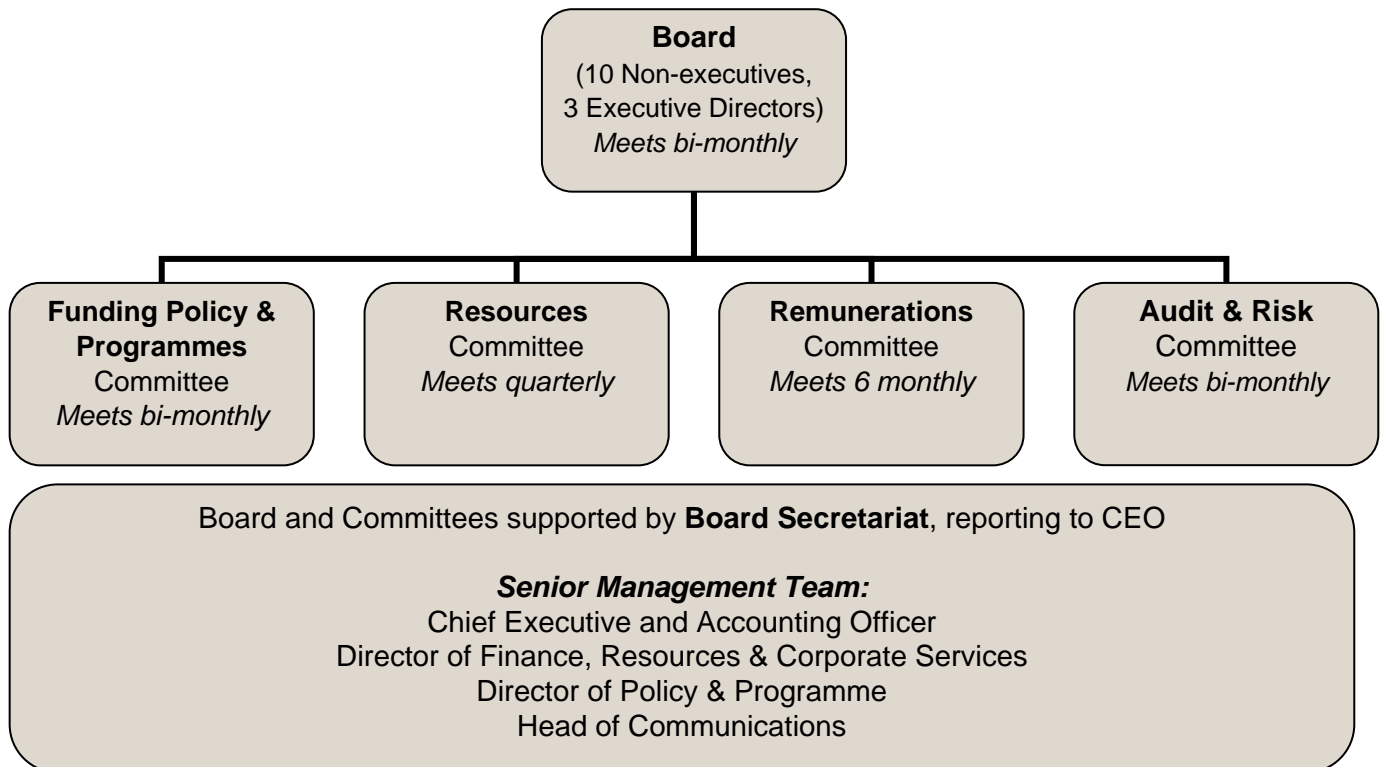 Board
(10 Non-executives,
3 Executive Directors)
Meets bi-monthly
Funding Policy &
Programmes
Committee
Meets bi-monthly
Resources
Committee
Meets quarterly
Remunerations
Committee
Meets 6 monthly
Audit & Risk
Committee
Meets bi-monthly
Board and Committees supported by Board Secretariat, reporting to CEO
Senior Management Team:
Chief Executive and Accounting Officer
Director of Finance, Resources & Corporate Services
Director of Policy & Programme
Head of Communications